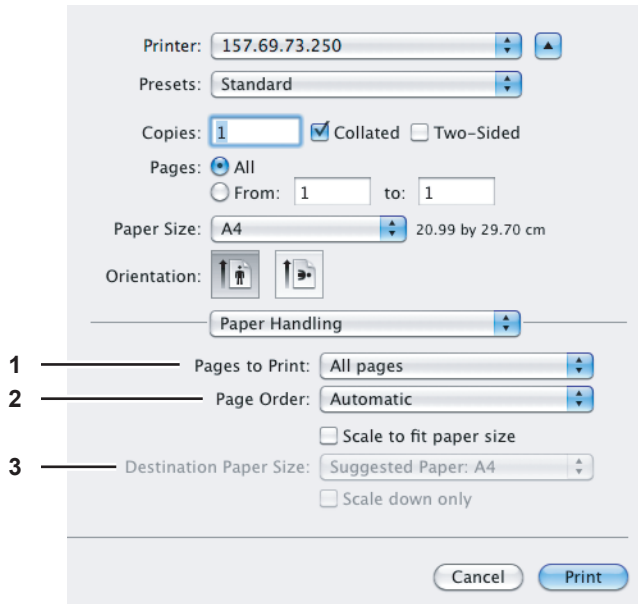 Printer: 157.69.73.250
Presets: Standard
Copies: 1 Collated Two-Sided
Pages: All
From: 1 to: 1
Paper Size: A4 20.99 by 29.70 cm
Orientation:
Paper Handling
1 Pages to Print: All pages
2 Page Order: Automatic
Scale to fit paper size
3 Destination Paper Size: Suggested Paper: A4
Scale down only
Cancel Print